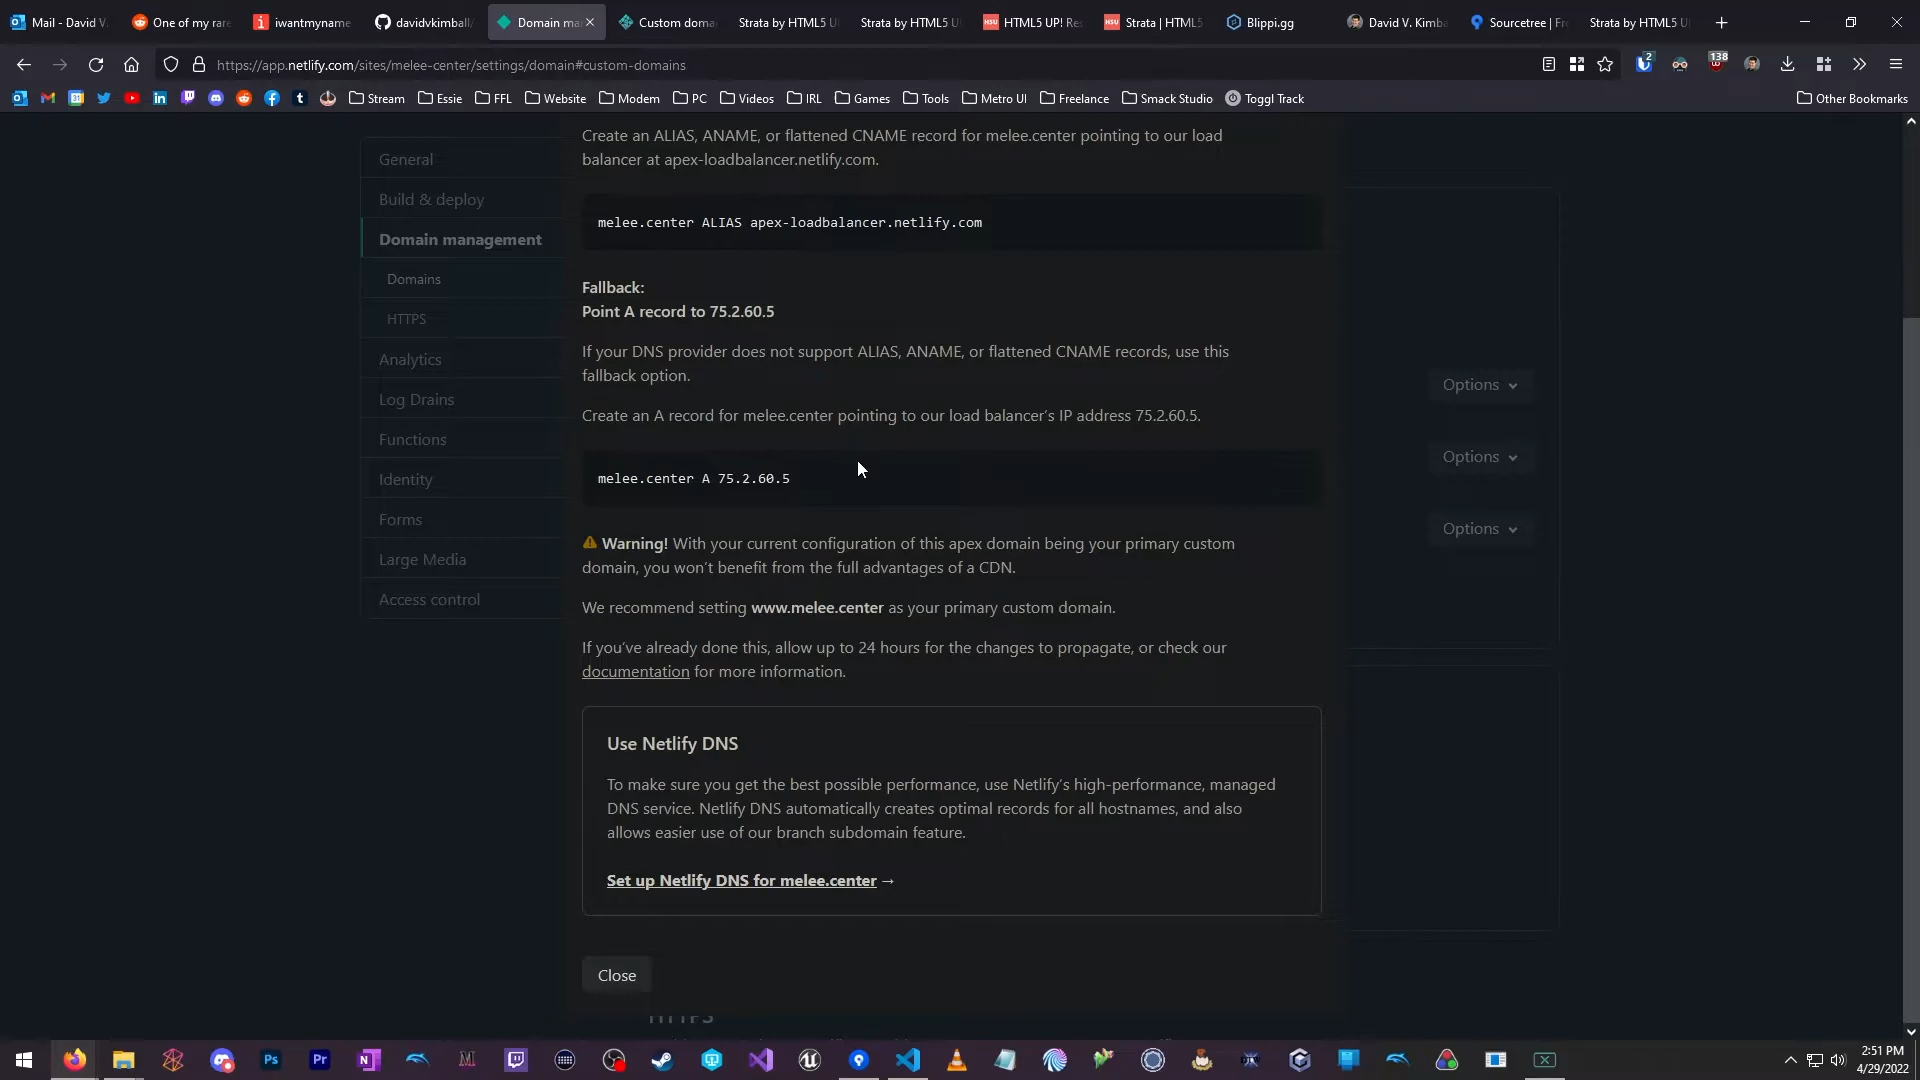 Mail - David V.
One of my rare
iwantmyname
davidvkimball/
Domain ma
Custom doma
Strata by HTML5 U
Strata by HTML5 U
HTML5 UP! Re
Strata | HTML5
Blippi.gg
David V. Kimba
Sourcetree | Fr
Strata by HTML5 U
https://app.netlify.com/sites/melee-center/settings/domain#custom-domains
2
138
Stream
Essie
FFL
Website
Modem
PC
Videos
IRL
Games
Tools
Metro UI
Freelance
Smack Studio
Toggl Track
Other Bookmarks
General
Build & deploy
Domain management
Domains
HTTPS
Analytics
Log Drains
Functions
Identity
Forms
Large Media
Access control
Create an ALIAS, ANAME, or flattened CNAME record for melee.center pointing to our load
balancer at apex-loadbalancer.netlify.com.
melee.center ALIAS apex-loadbalancer.netlify.com
Fallback:
Point A record to 75.2.60.5
If your DNS provider does not support ALIAS, ANAME, or flattened CNAME records, use this
fallback option.
Create an A record for melee.center pointing to our load balancer's IP address 75.2.60.5.
melee.center A 75.2.60.5
Warning! With your current configuration of this apex domain being your primary custom
domain, you won't benefit from the full advantages of a CDN.
We recommend setting www.melee.center as your primary custom domain.
If you've already done this, allow up to 24 hours for the changes to propagate, or check our
documentation for more information.
Use Netlify DNS
To make sure you get the best possible performance, use Netlify's high-performance, managed
DNS service. Netlify DNS automatically creates optimal records for all hostnames, and also
allows easier use of our branch subdomain feature.
Set up Netlify DNS for melee.center →
Close
Options
Options
Options
HTTPS
2:51 PM
4/29/2022